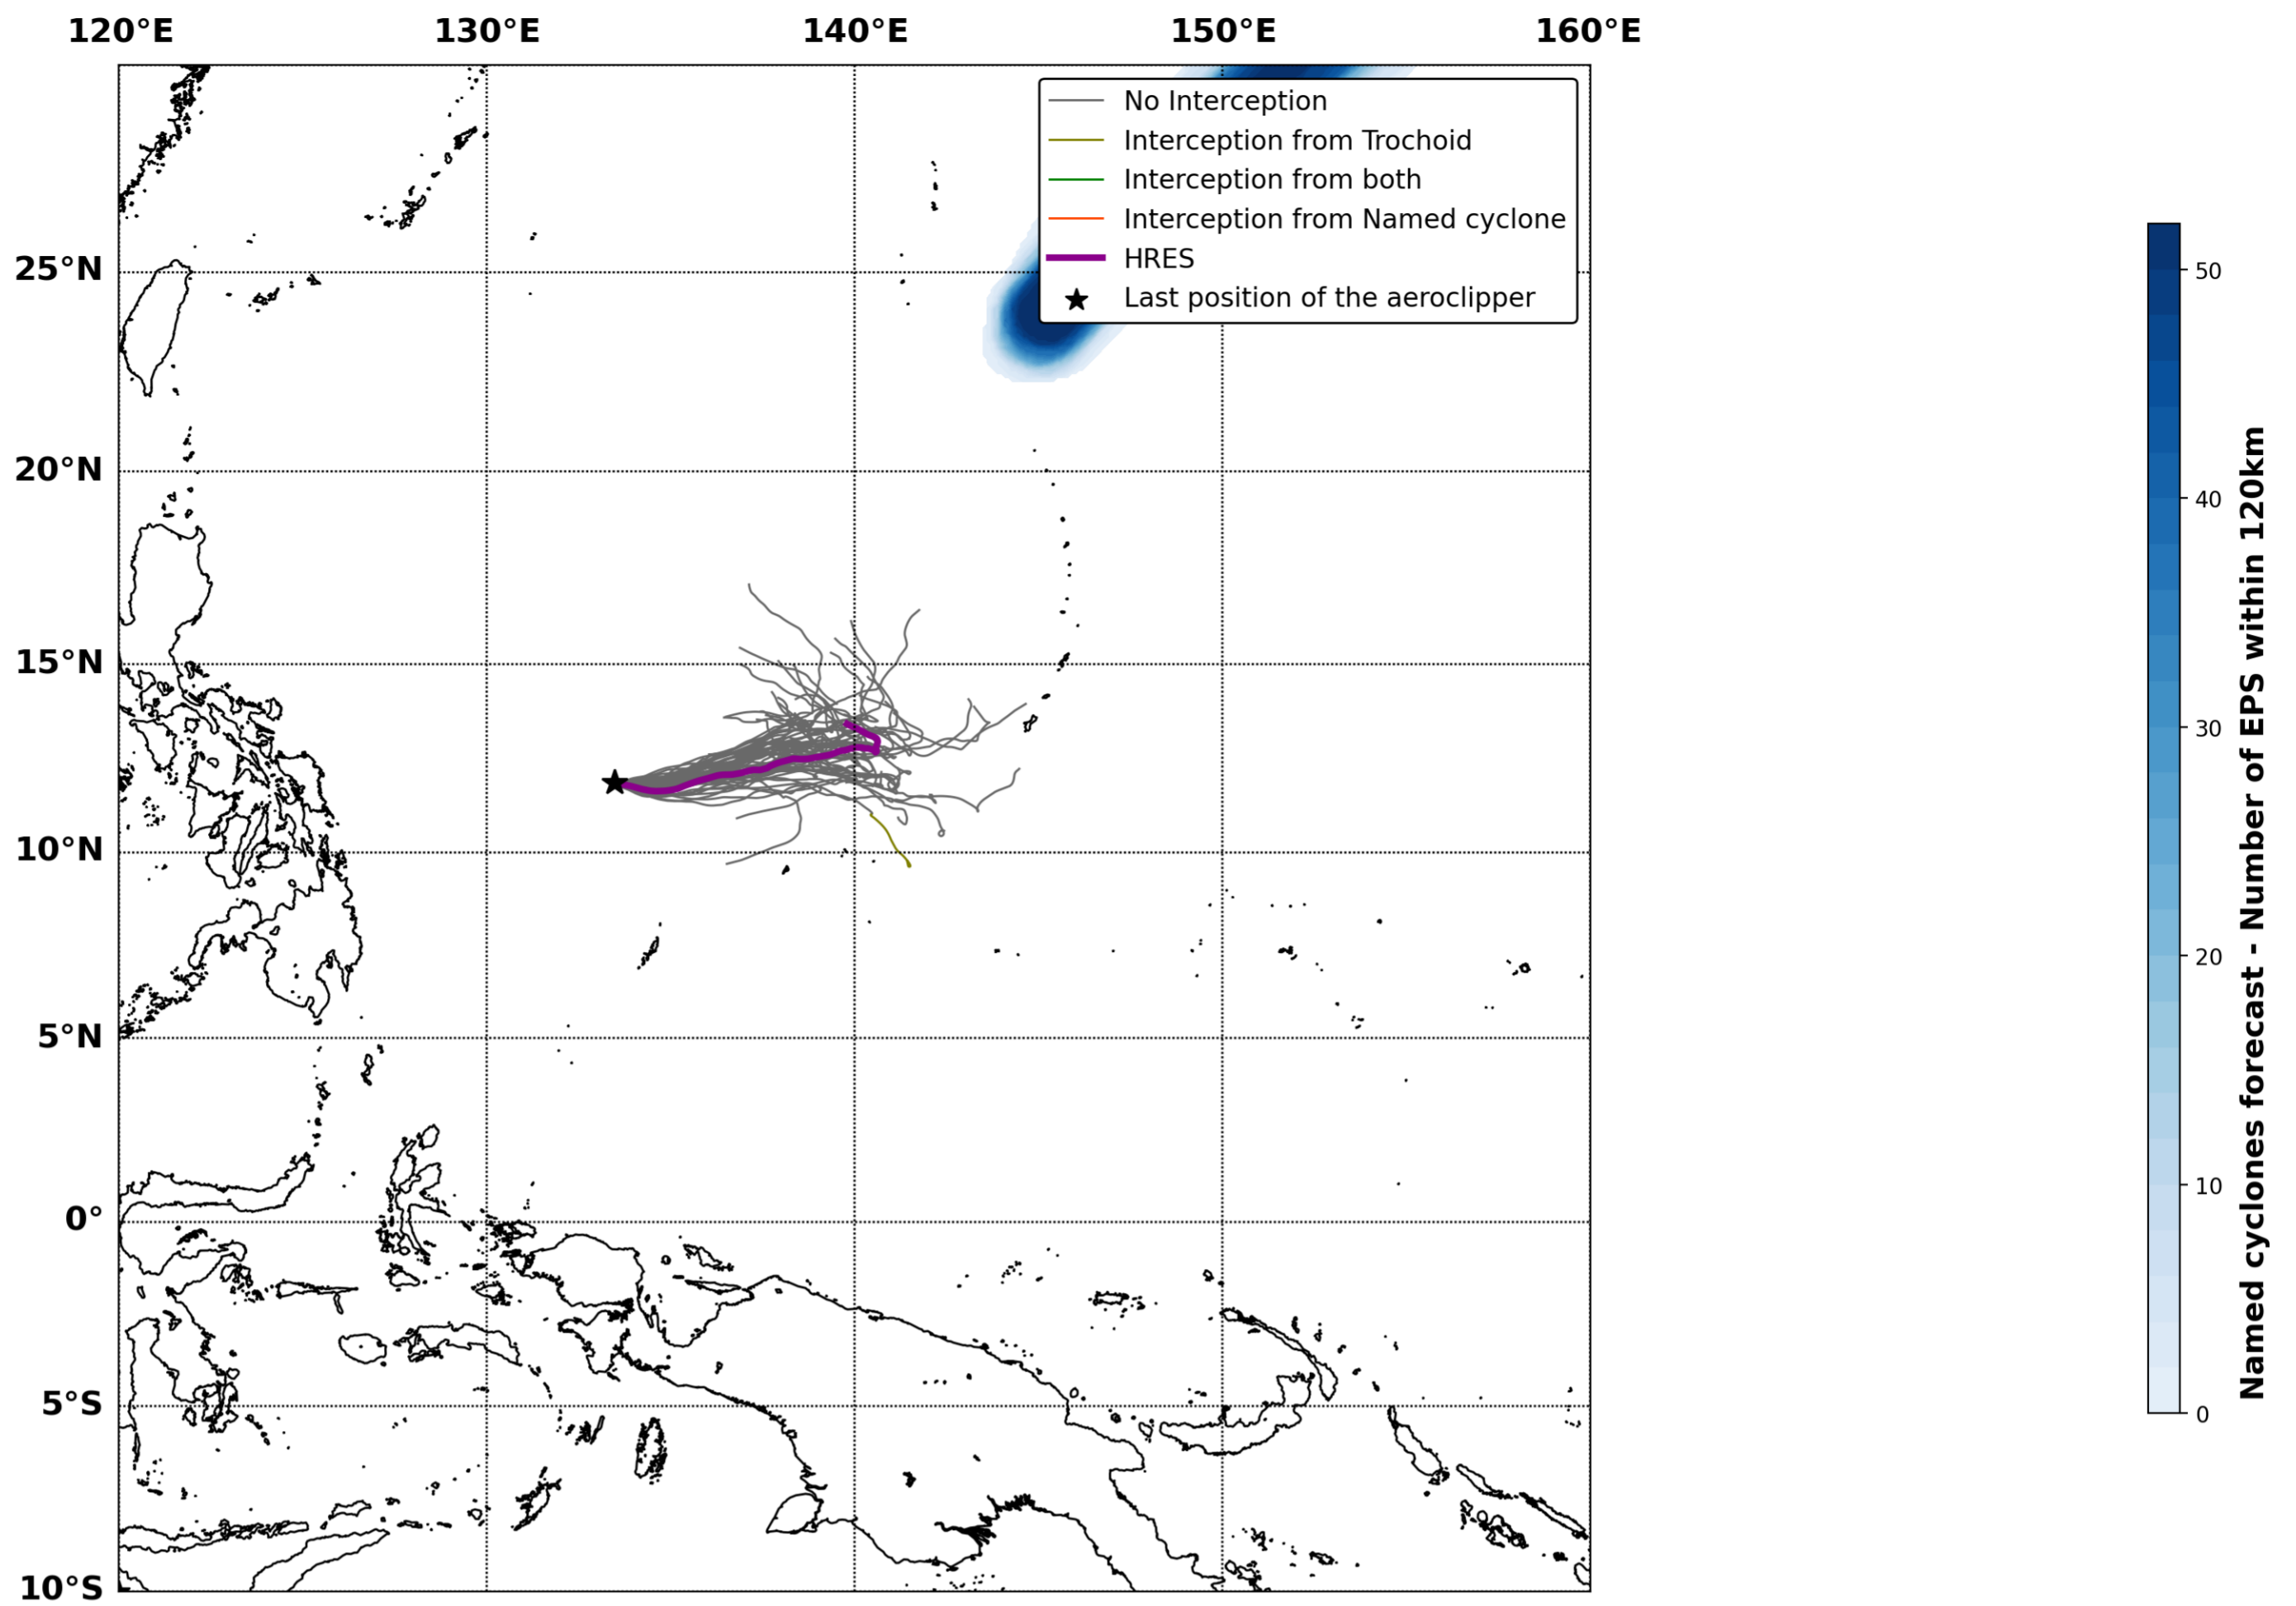 120°E 130°E 140°E 150°E 160°E
No Interception
Interception from Trochoid
Interception from both
Interception from Named cyclone
HRES
Last position of the aeroclipper
25°N
20°N
15°N
10°N
5°N
0°
5°S
10°S
50
40
30
20
10
0
Named cyclones forecast - Number of EPS within 120km